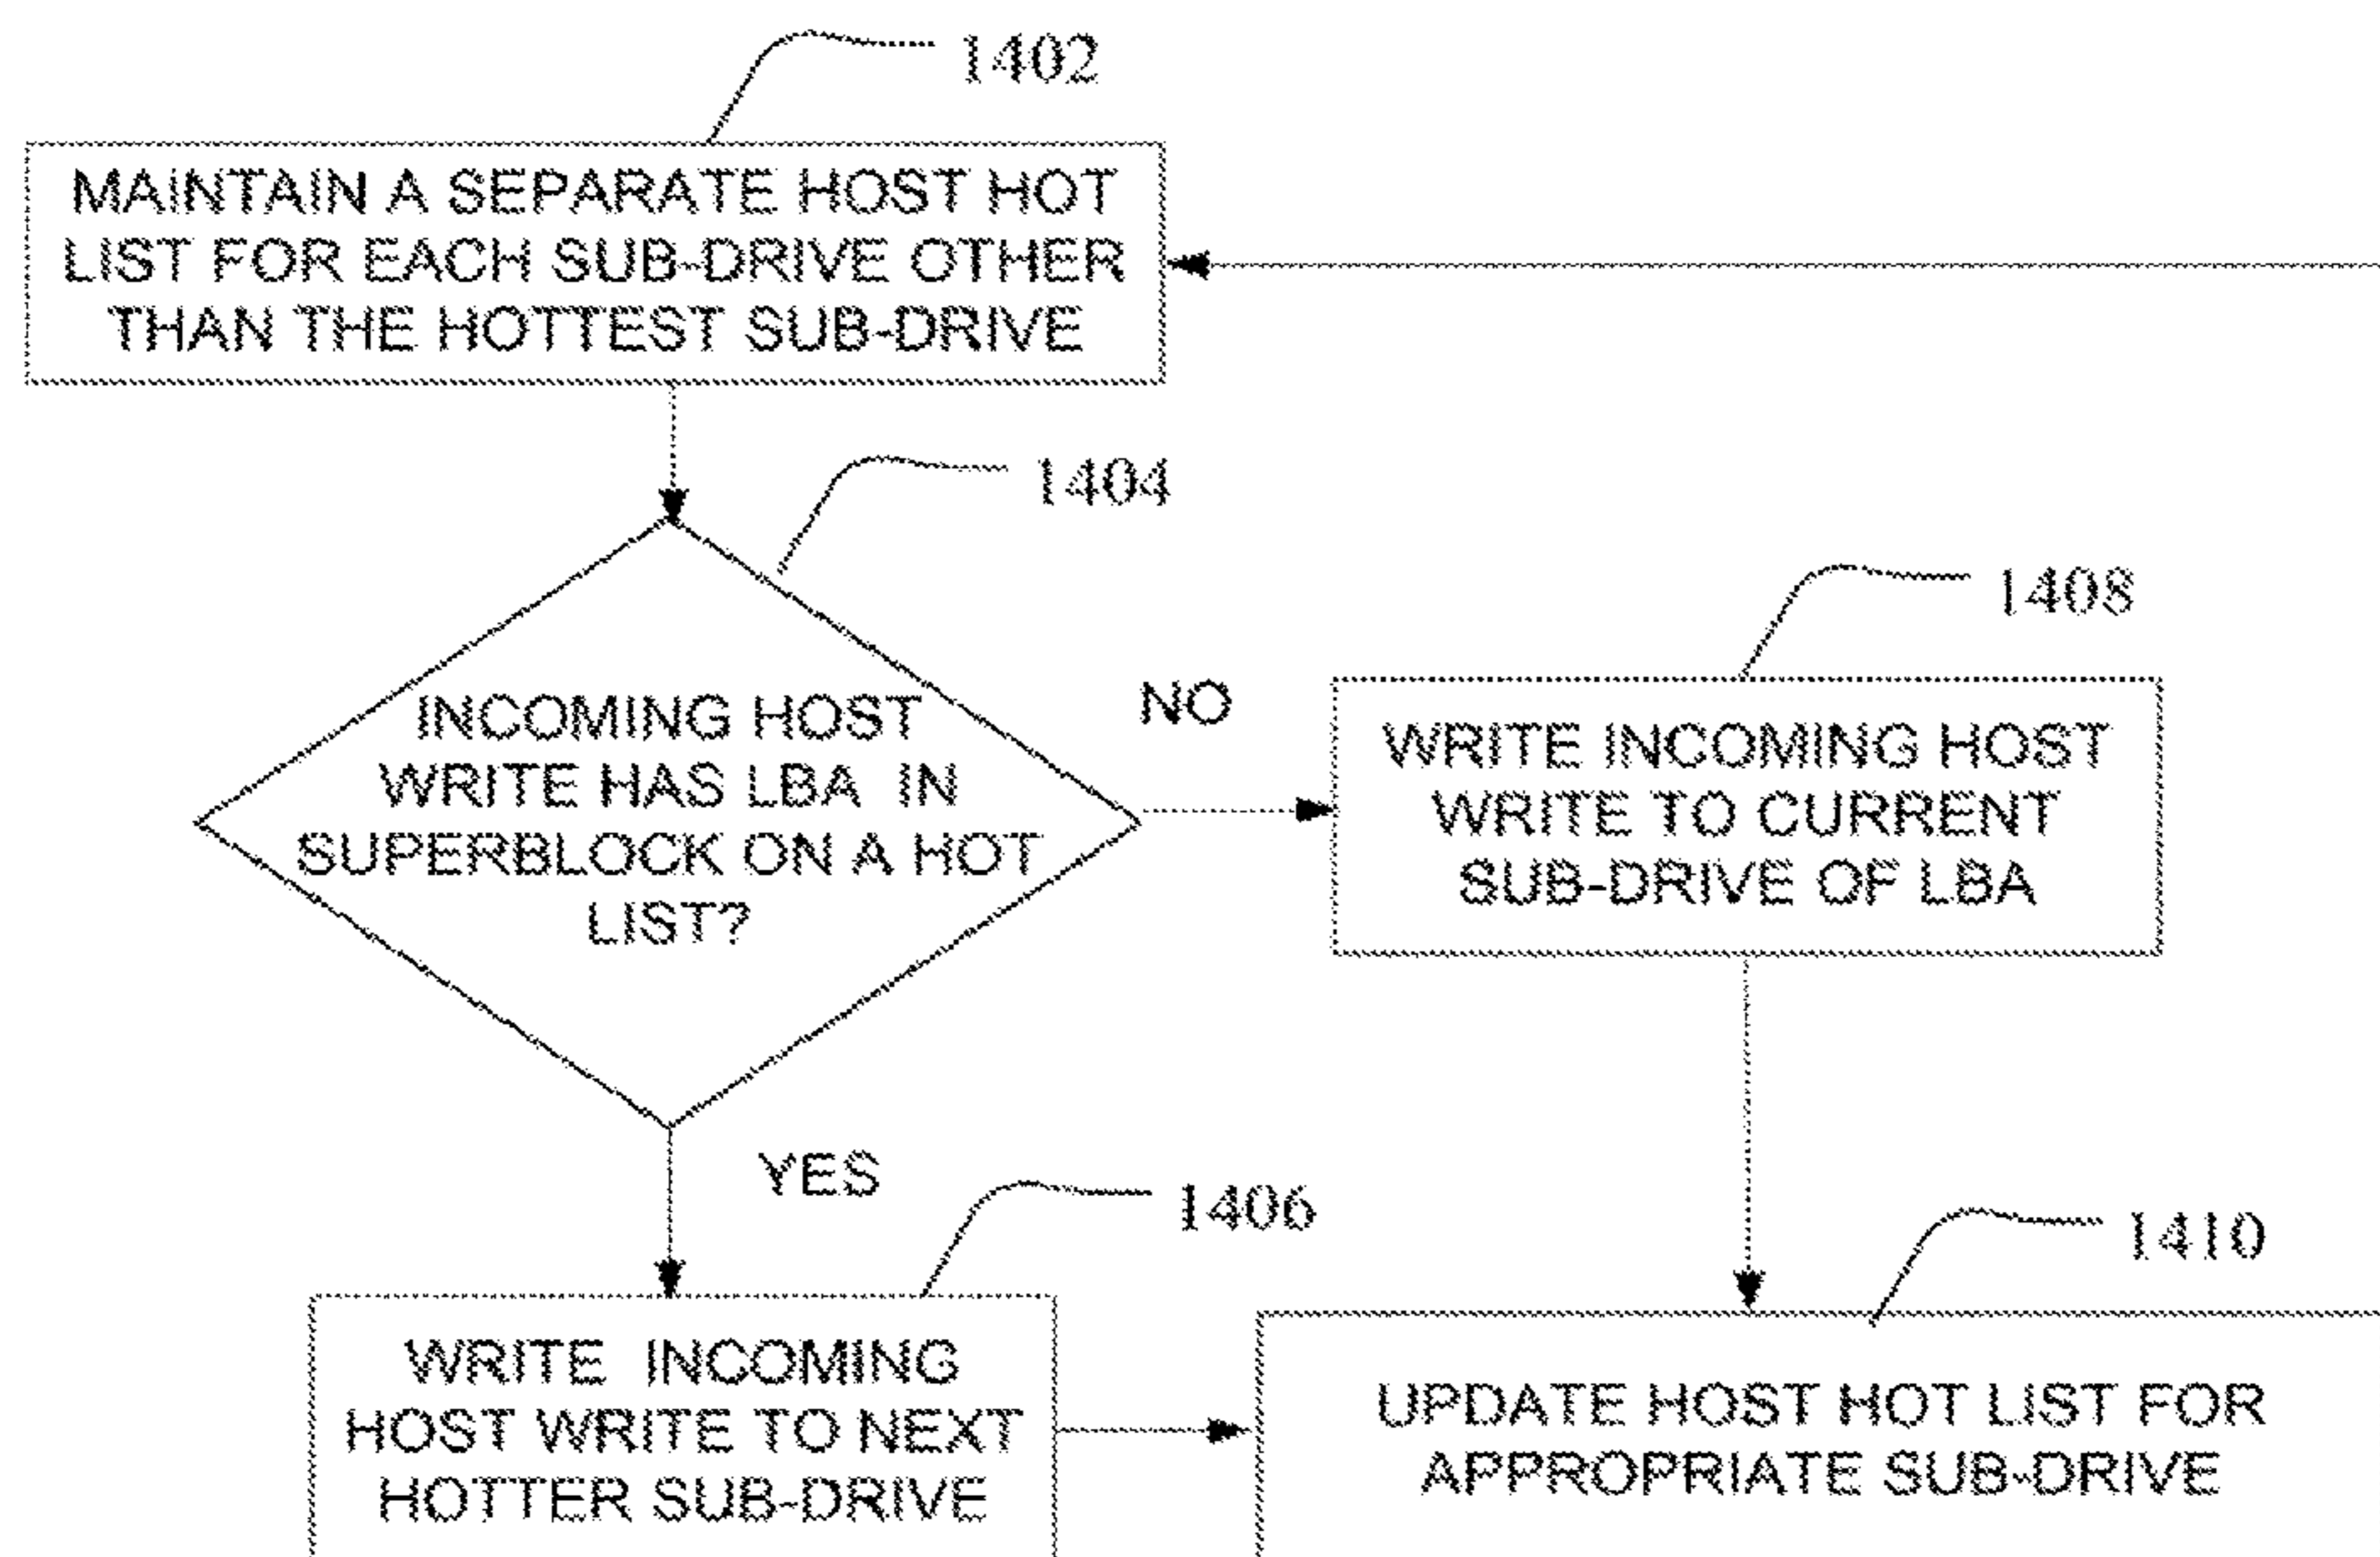 1402
MAINTAIN A SEPARATE HOST HOT
LIST FOR EACH SUB-DRIVE OTHER
THAN THE HOTTEST SUB-DRIVE
1404
INCOMING HOST
WRITE HAS LBA IN
SUPERBLOCK ON A HOT
LIST?
NO
1408
WRITE INCOMING HOST
WRITE TO CURRENT
SUB-DRIVE OF LBA
YES
1406
WRITE INCOMING
HOST WRITE TO NEXT
HOTTER SUB-DRIVE
1410
UPDATE HOST HOT LIST FOR
APPROPRIATE SUB-DRIVE